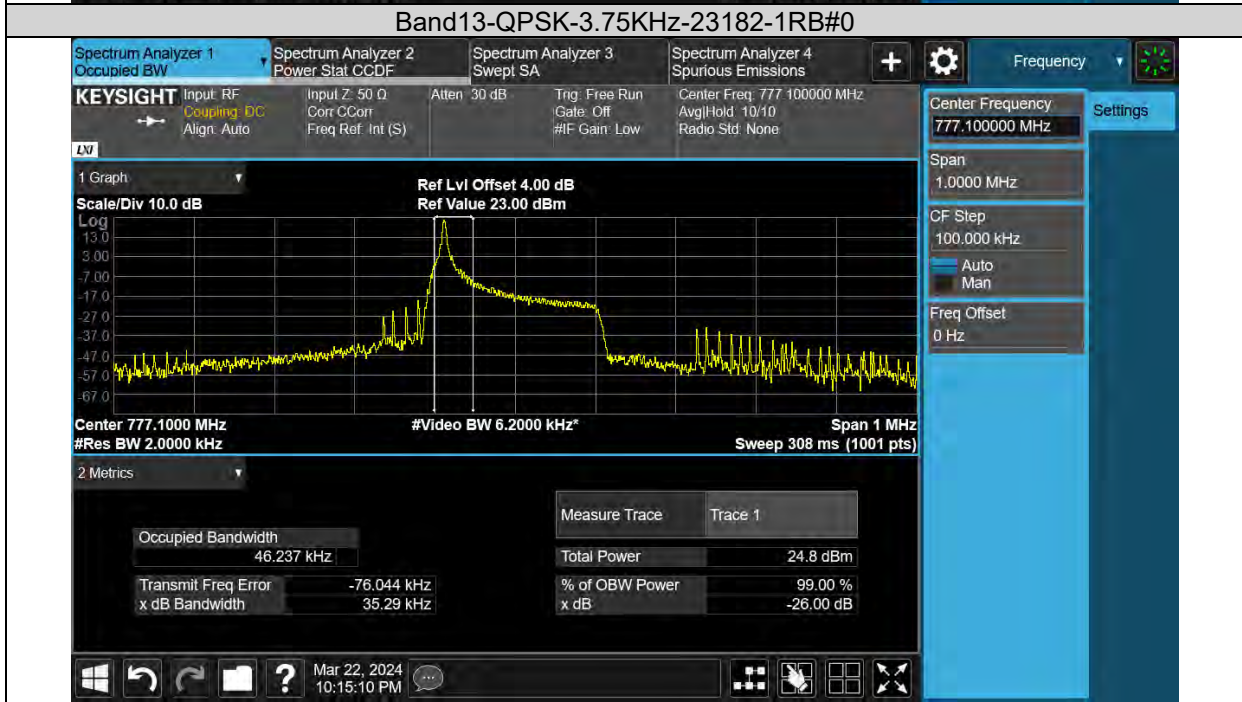 Band13-QPSK-3.75KHz-23182-1RB#0
Spectrum Analyzer 1
Occupied BW
Spectrum Analyzer 2
Power Stat CCDF
Spectrum Analyzer 3
Swept SA
Spectrum Analyzer 4
Spurious Emissions
+
Frequency
KEYSIGHT
Input: RF
Coupling: DC
Align: Auto
Input Z: 50 Ω
Corr CCorr
Freq Ref: Int (S)
Atten: 30 dB
Trig: Free Run
Gate: Off
#IF Gain: Low
Center Freq: 777.100000 MHz
Avg|Hold: 10/10
Radio Std: None
LXI
Center Frequency
777.100000 MHz
Settings
Span
1.0000 MHz
CF Step
100.000 kHz
Auto
Man
Freq Offset
0 Hz
1 Graph
Scale/Div 10.0 dB
Ref Lvl Offset 4.00 dB
Ref Value 23.00 dBm
Log
13.0
3.00
-7.00
-17.0
-27.0
-37.0
-47.0
-57.0
-67.0
Center 777.1000 MHz
#Video BW 6.2000 kHz*
Span 1 MHz
#Res BW 2.0000 kHz
Sweep 308 ms (1001 pts)
2 Metrics
Measure Trace
Trace 1
Occupied Bandwidth
46.237 kHz
Total Power
24.8 dBm
Transmit Freq Error
-76.044 kHz
% of OBW Power
99.00 %
x dB Bandwidth
35.29 kHz
x dB
-26.00 dB
?
Mar 22, 2024
10:15:10 PM